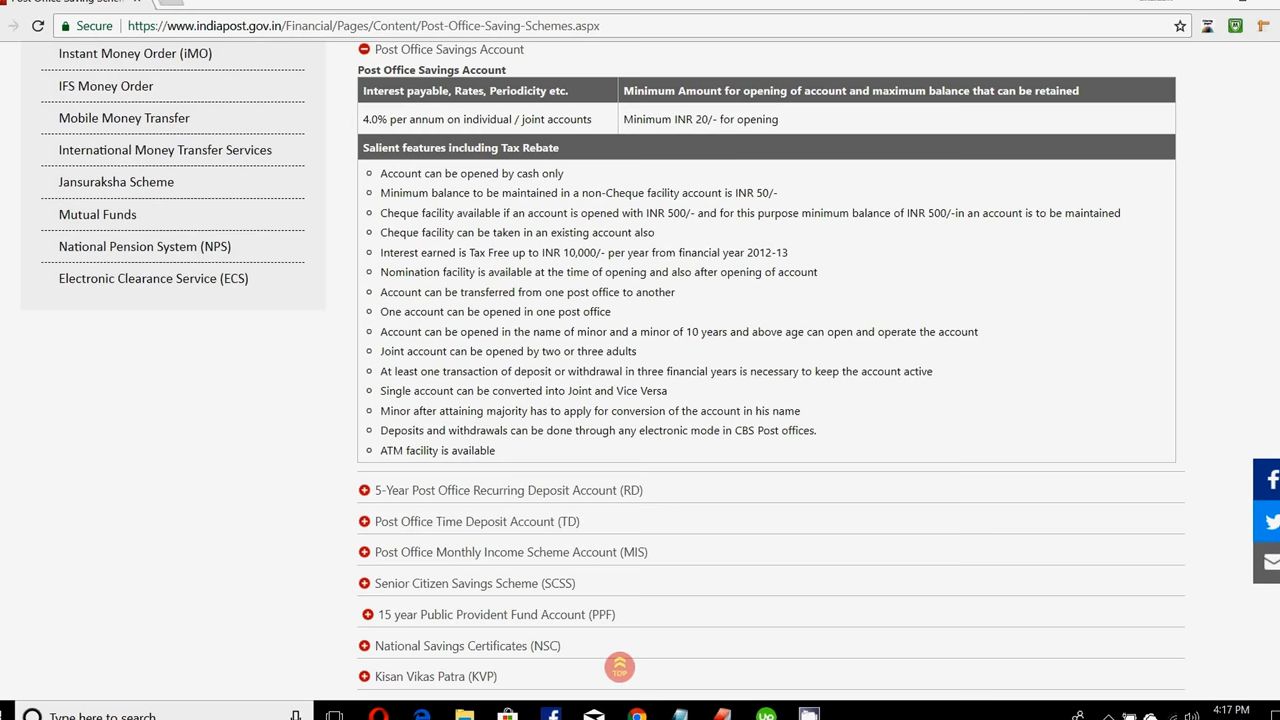 Secure
https://www.indiapost.gov.in/Financial/Pages/Content/Post-Office-Saving-Schemes.aspx
Instant Money Order (iMO)
IFS Money Order
Mobile Money Transfer
International Money Transfer Services
Jansuraksha Scheme
Mutual Funds
National Pension System (NPS)
Electronic Clearance Service (ECS)
Post Office Savings Account
Post Office Savings Account
Interest payable, Rates, Periodicity etc.
Minimum Amount for opening of account and maximum balance that can be retained
4.0% per annum on individual / joint accounts
Minimum INR 20/- for opening
Salient features including Tax Rebate
Account can be opened by cash only
Minimum balance to be maintained in a non-Cheque facility account is INR 50/-
Cheque facility available if an account is opened with INR 500/- and for this purpose minimum balance of INR 500/-in an account is to be maintained
Cheque facility can be taken in an existing account also
Interest earned is Tax Free up to INR 10,000/- per year from financial year 2012-13
Nomination facility is available at the time of opening and also after opening of account
Account can be transferred from one post office to another
One account can be opened in one post office
Account can be opened in the name of minor and a minor of 10 years and above age can open and operate the account
Joint account can be opened by two or three adults
At least one transaction of deposit or withdrawal in three financial years is necessary to keep the account active
Single account can be converted into Joint and Vice Versa
Minor after attaining majority has to apply for conversion of the account in his name
Deposits and withdrawals can be done through any electronic mode in CBS Post offices.
ATM facility is available
5-Year Post Office Recurring Deposit Account (RD)
Post Office Time Deposit Account (TD)
Post Office Monthly Income Scheme Account (MIS)
Senior Citizen Savings Scheme (SCSS)
15 year Public Provident Fund Account (PPF)
National Savings Certificates (NSC)
Kisan Vikas Patra (KVP)
TOP
Type here to search
4:17 PM